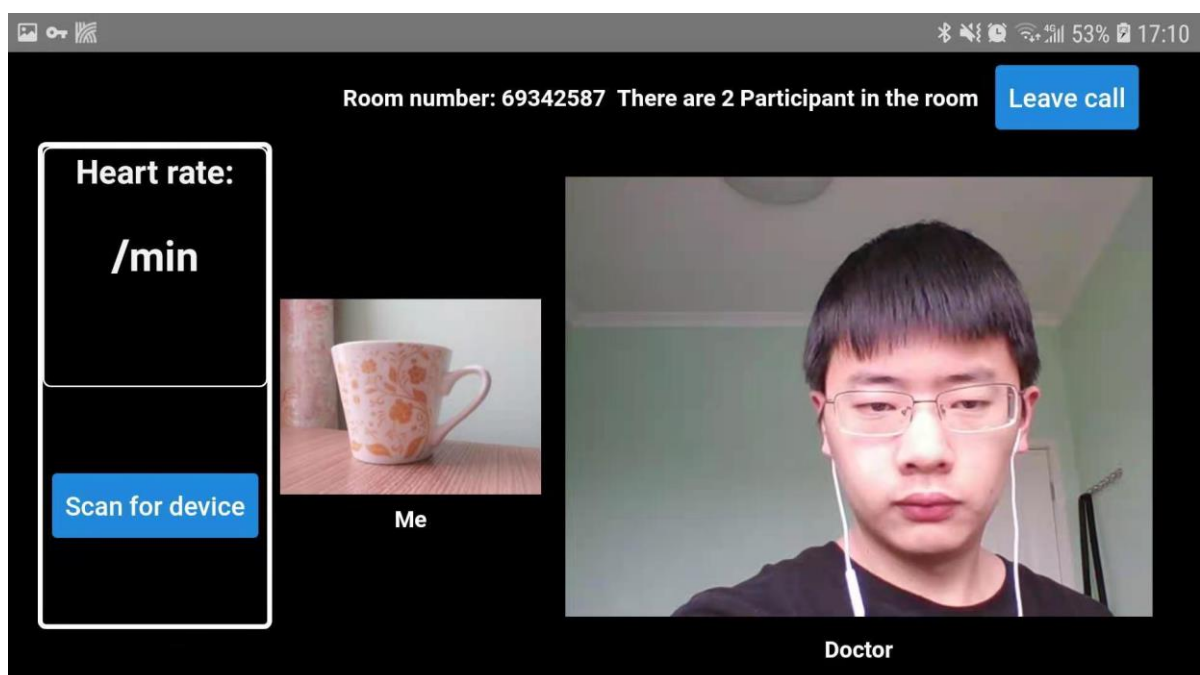 4G 53% 17:10
Room number: 69342587  There are 2 Participant in the room
Leave call
Heart rate:
/min
Scan for device
Me
Doctor